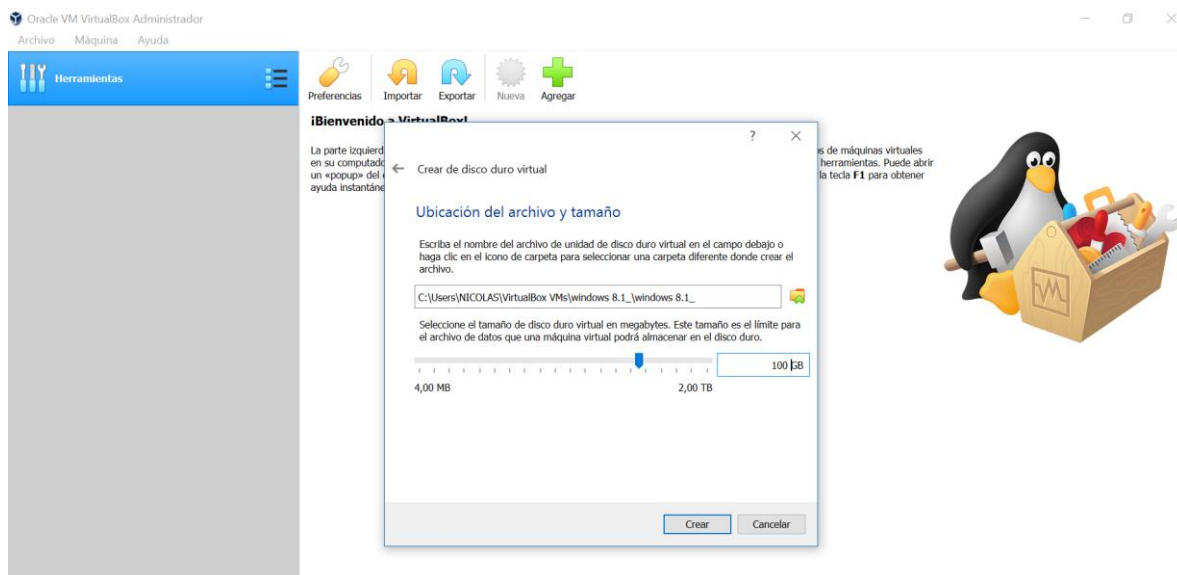 Oracle VM VirtualBox Administrador
Archivo Máquina Ayuda
Herramientas
Preferencias Importar Exportar Nueva Agregar
¡Bienvenido a VirtualBox!
La parte izquierd
en su computado
un «popup» del
ayuda instantáne
s de máquinas virtuales
herramientas. Puede abrir
la tecla F1 para obtener
Crear de disco duro virtual
Ubicación del archivo y tamaño
Escriba el nombre del archivo de unidad de disco duro virtual en el campo debajo o
haga clic en el icono de carpeta para seleccionar una carpeta diferente donde crear el
archivo.
C:\Users\NICOLAS\VirtualBox VMs\windows 8.1_\windows 8.1_
Seleccione el tamaño de disco duro virtual en megabytes. Este tamaño es el límite para
el archivo de datos que una máquina virtual podrá almacenar en el disco duro.
100 GB
4,00 MB 2,00 TB
Crear Cancelar